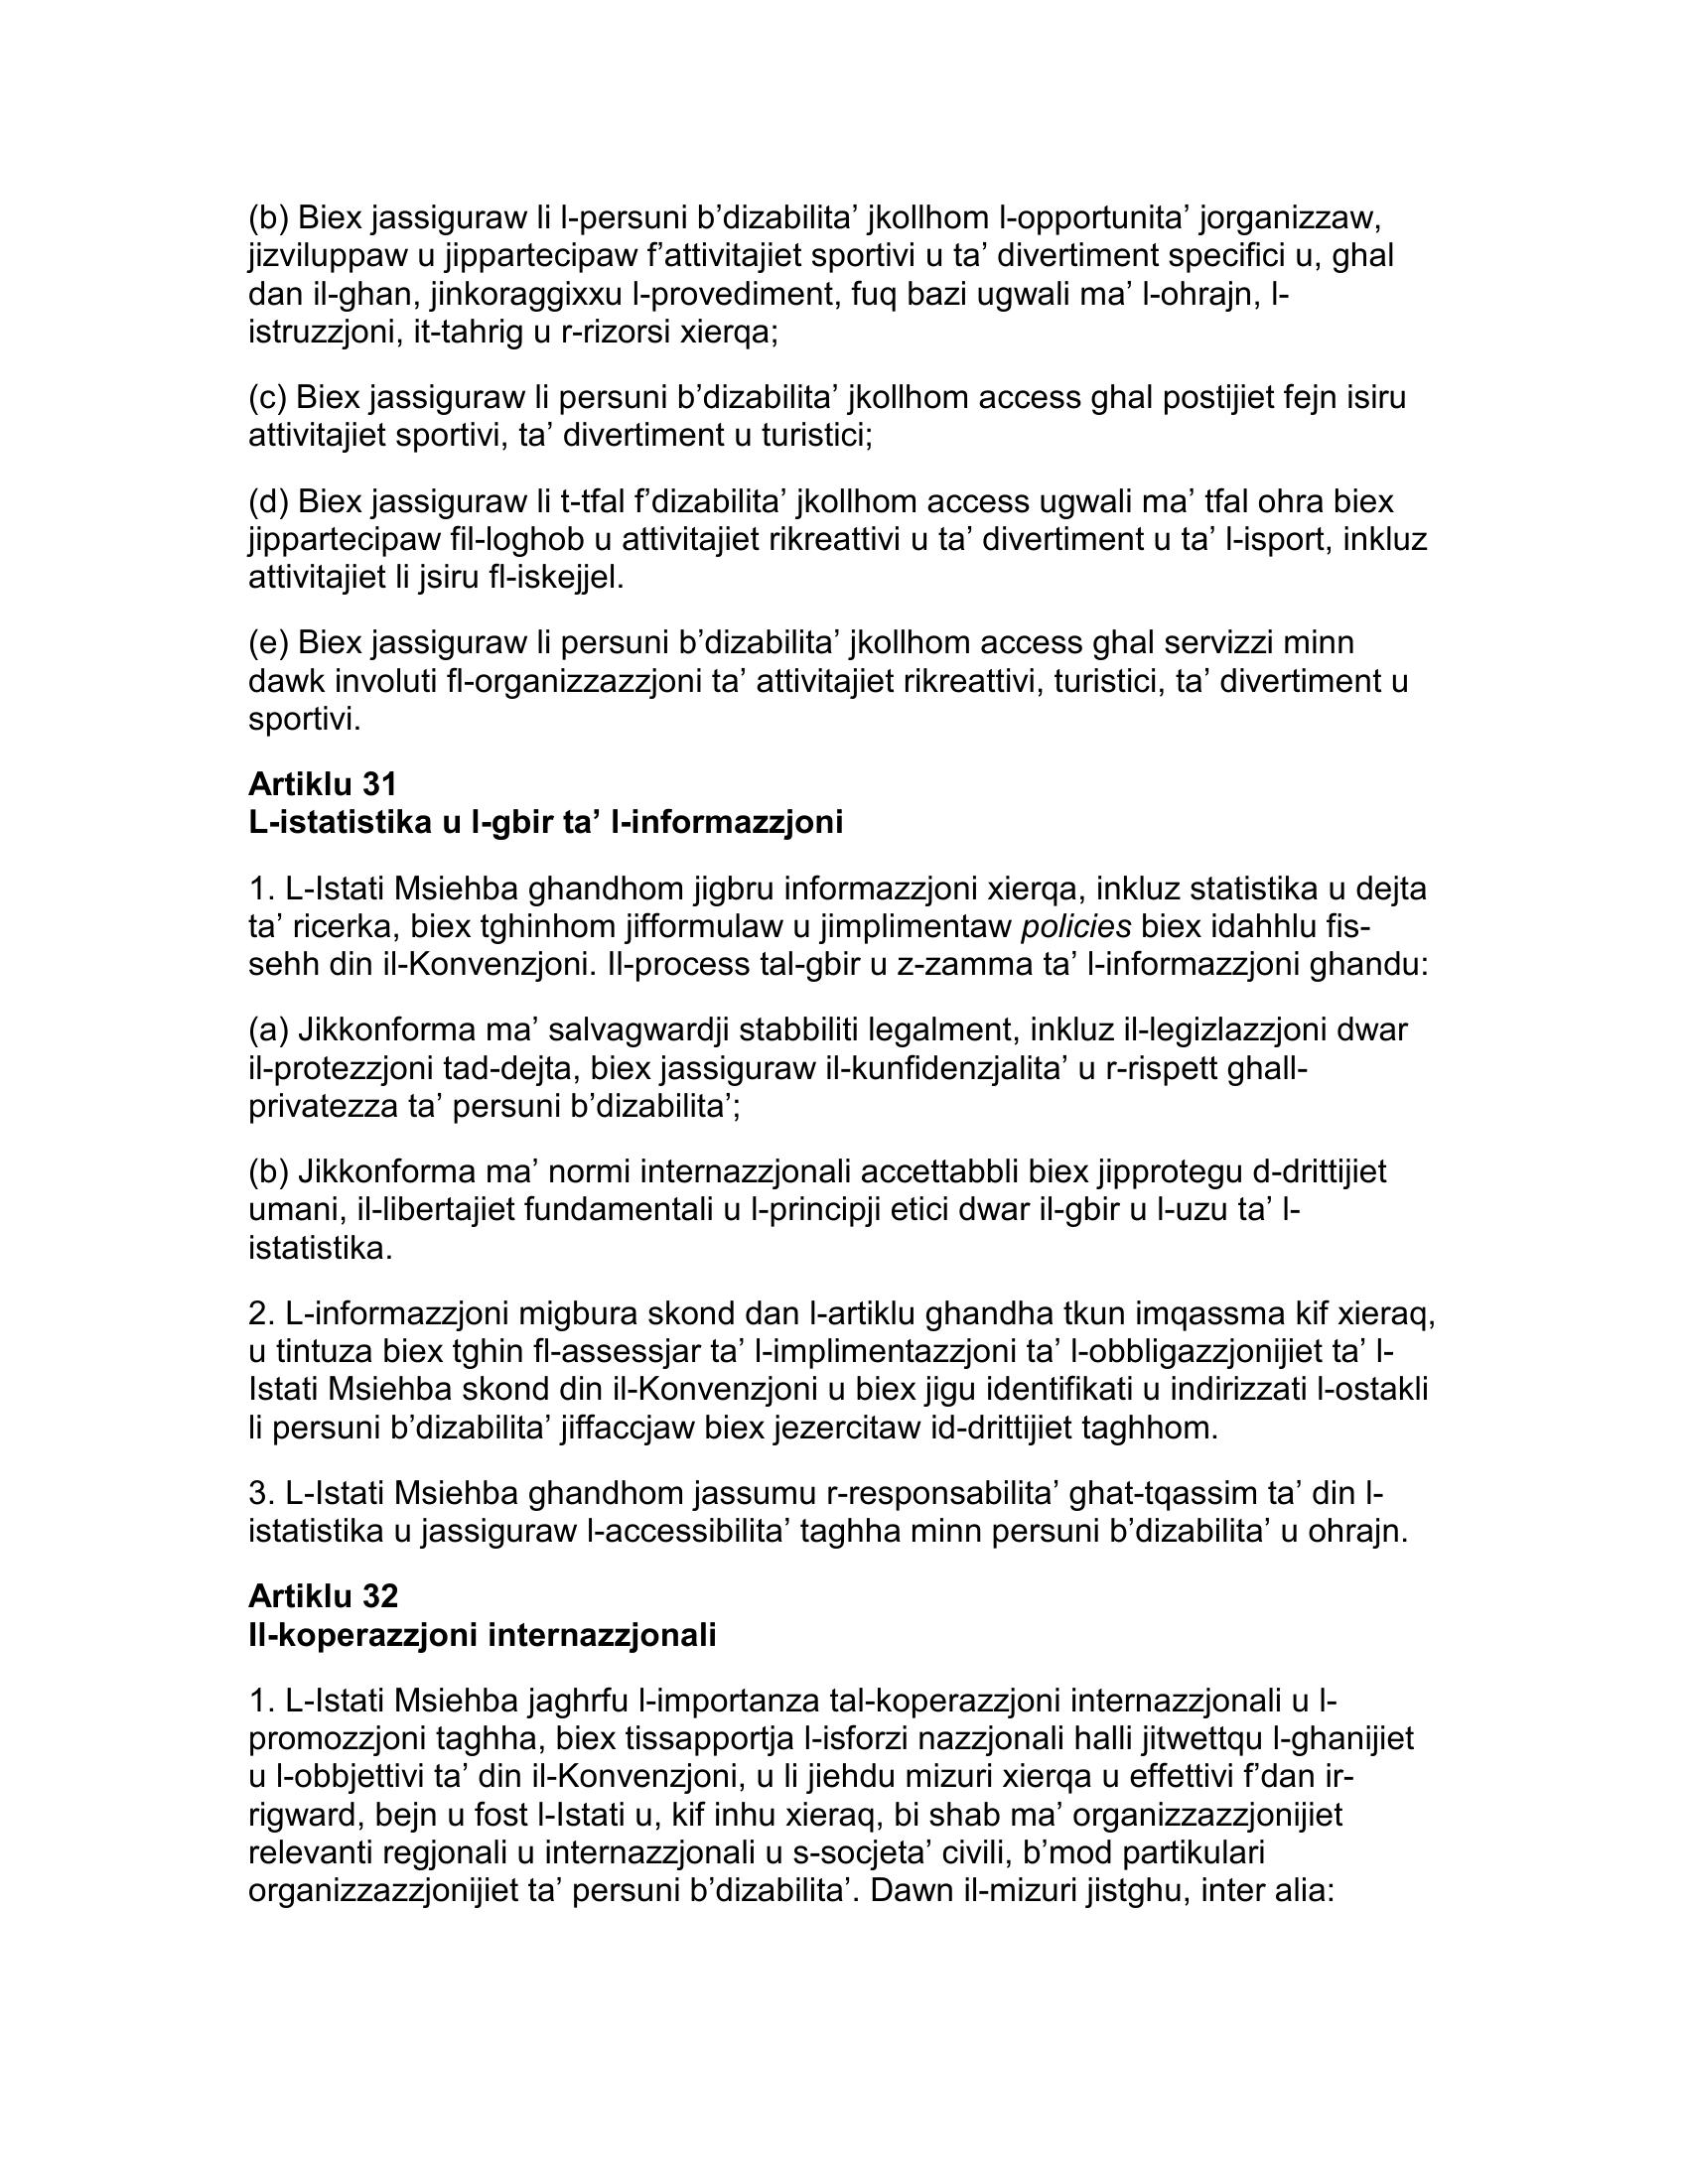 (b) Biex jassiguraw li l-persuni b’dizabilita’ jkollhom l-opportunita’ jorganizzaw,
jizviluppaw u jippartecipaw f’attivitajiet sportivi u ta’ divertiment specifici u, ghal
dan il-ghan, jinkoraggixxu l-provediment, fuq bazi ugwali ma’ l-ohrajn, l-
istruzzjoni, it-tahrig u r-rizorsi xierqa;
(c) Biex jassiguraw li persuni b’dizabilita’ jkollhom access ghal postijiet fejn isiru
attivitajiet sportivi, ta’ divertiment u turistici;
(d) Biex jassiguraw li t-tfal f’dizabilita’ jkollhom access ugwali ma’ tfal ohra biex
jippartecipaw fil-loghob u attivitajiet rikreattivi u ta’ divertiment u ta’ l-isport, inkluz
attivitajiet li jsiru fl-iskejjel.
(e) Biex jassiguraw li persuni b’dizabilita’ jkollhom access ghal servizzi minn
dawk involuti fl-organizzazzjoni ta’ attivitajiet rikreattivi, turistici, ta’ divertiment u
sportivi.
Artiklu 31
L-istatistika u l-gbir ta’ l-informazzjoni
1. L-Istati Msiehba ghandhom jigbru informazzjoni xierqa, inkluz statistika u dejta
ta’ ricerka, biex tghinhom jifformulaw u jimplimentaw policies biex idahhlu fis-
sehh din il-Konvenzjoni. Il-process tal-gbir u z-zamma ta’ l-informazzjoni ghandu:
(a) Jikkonforma ma’ salvagwardji stabbiliti legalment, inkluz il-legizlazzjoni dwar
il-protezzjoni tad-dejta, biex jassiguraw il-kunfidenzjalita’ u r-rispett ghall-
privatezza ta’ persuni b’dizabilita’;
(b) Jikkonforma ma’ normi internazzjonali accettabbli biex jipprotegu d-drittijiet
umani, il-libertajiet fundamentali u l-principji etici dwar il-gbir u l-uzu ta’ l-
istatistika.
2. L-informazzjoni migbura skond dan l-artiklu ghandha tkun imqassma kif xieraq,
u tintuza biex tghin fl-assessjar ta’ l-implimentazzjoni ta’ l-obbligazzjonijiet ta’ l-
Istati Msiehba skond din il-Konvenzjoni u biex jigu identifikati u indirizzati l-ostakli
li persuni b’dizabilita’ jiffaccjaw biex jezercitaw id-drittijiet taghhom.
3. L-Istati Msiehba ghandhom jassumu r-responsabilita’ ghat-tqassim ta’ din l-
istatistika u jassiguraw l-accessibilita’ taghha minn persuni b’dizabilita’ u ohrajn.
Artiklu 32
Il-koperazzjoni internazzjonali
1. L-Istati Msiehba jaghrfu l-importanza tal-koperazzjoni internazzjonali u l-
promozzjoni taghha, biex tissapportja l-isforzi nazzjonali halli jitwettqu l-ghanijiet
u l-obbjettivi ta’ din il-Konvenzjoni, u li jiehdu mizuri xierqa u effettivi f’dan ir-
rigward, bejn u fost l-Istati u, kif inhu xieraq, bi shab ma’ organizzazzjonijiet
relevanti regjonali u internazzjonali u s-socjeta’ civili, b’mod partikulari
organizzazzjonijiet ta’ persuni b’dizabilita’. Dawn il-mizuri jistghu, inter alia: